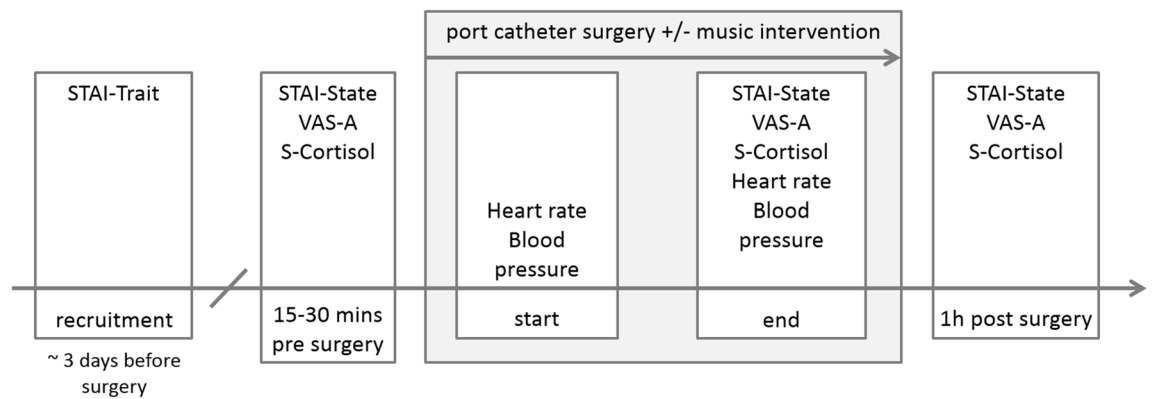 port catheter surgery +/- music intervention
STAI-Trait
recruitment
~ 3 days before
surgery
STAI-State
VAS-A
S-Cortisol
15-30 mins
pre surgery
Heart rate
Blood
pressure
start
STAI-State
VAS-A
S-Cortisol
Heart rate
Blood
pressure
end
STAI-State
VAS-A
S-Cortisol
1h post surgery